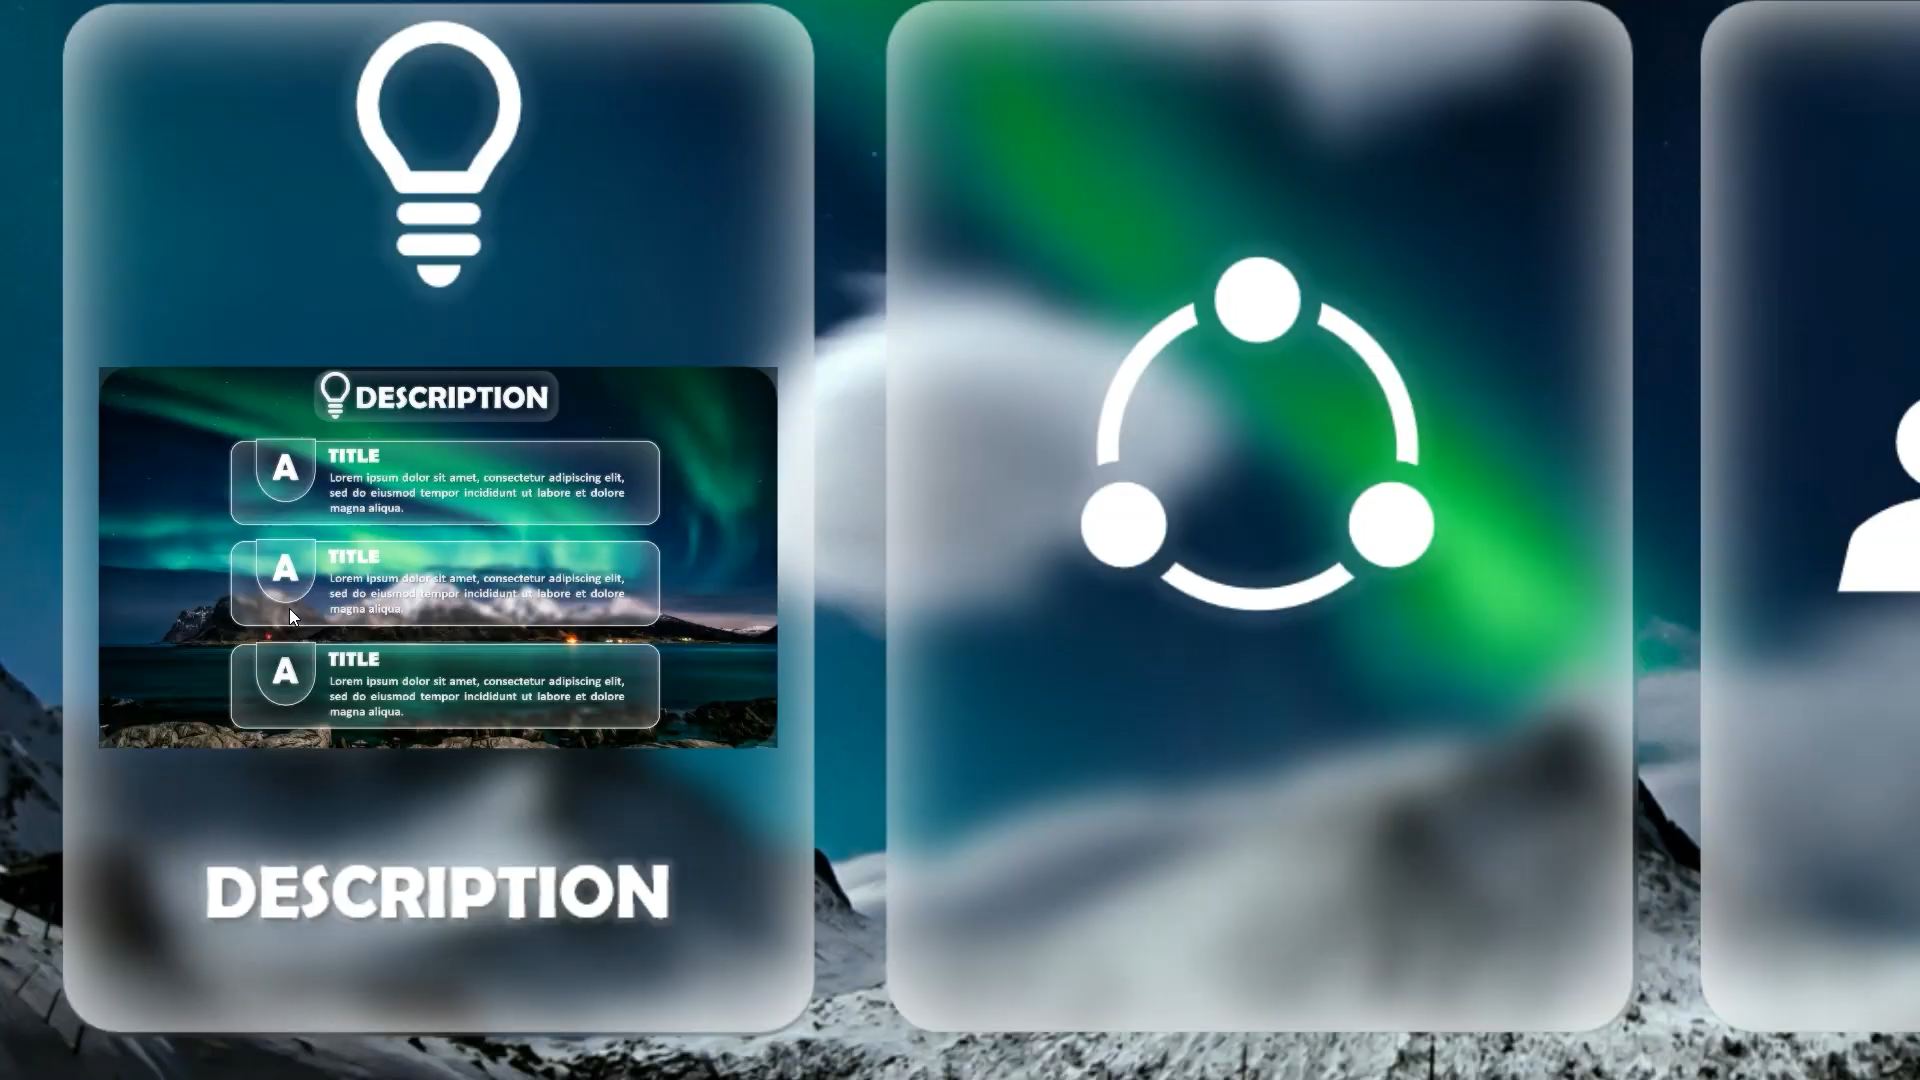 DESCRIPTION
A
TITLE
Lorem ipsum dolor sit amet, consectetur adipiscing elit,
sed do eiusmod tempor incididunt ut labore et dolore
magna aliqua.
A
TITLE
Lorem ipsum dolor sit amet, consectetur adipiscing elit,
sed do eiusmod tempor incididunt ut labore et dolore
magna aliqua.
A
TITLE
Lorem ipsum dolor sit amet, consectetur adipiscing elit,
sed do eiusmod tempor incididunt ut labore et dolore
magna aliqua.
DESCRIPTION